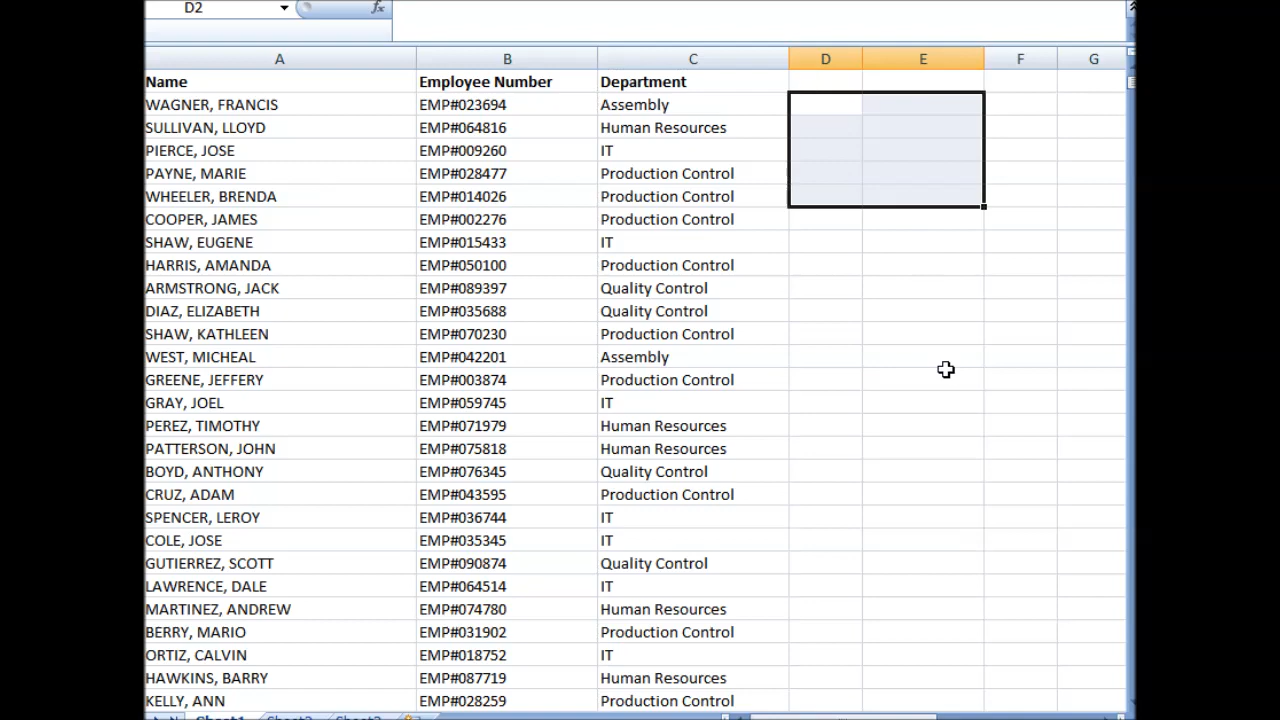 D2 fx
A B C D E F G
Name Employee Number Department
WAGNER, FRANCIS EMP#023694 Assembly
SULLIVAN, LLOYD EMP#064816 Human Resources
PIERCE, JOSE EMP#009260 IT
PAYNE, MARIE EMP#028477 Production Control
WHEELER, BRENDA EMP#014026 Production Control
COOPER, JAMES EMP#002276 Production Control
SHAW, EUGENE EMP#015433 IT
HARRIS, AMANDA EMP#050100 Production Control
ARMSTRONG, JACK EMP#089397 Quality Control
DIAZ, ELIZABETH EMP#035688 Quality Control
SHAW, KATHLEEN EMP#070230 Production Control
WEST, MICHEAL EMP#042201 Assembly
GREENE, JEFFERY EMP#003874 Production Control
GRAY, JOEL EMP#059745 IT
PEREZ, TIMOTHY EMP#071979 Human Resources
PATTERSON, JOHN EMP#075818 Human Resources
BOYD, ANTHONY EMP#076345 Quality Control
CRUZ, ADAM EMP#043595 Production Control
SPENCER, LEROY EMP#036744 IT
COLE, JOSE EMP#035345 IT
GUTIERREZ, SCOTT EMP#090874 Quality Control
LAWRENCE, DALE EMP#064514 IT
MARTINEZ, ANDREW EMP#074780 Human Resources
BERRY, MARIO EMP#031902 Production Control
ORTIZ, CALVIN EMP#018752 IT
HAWKINS, BARRY EMP#087719 Human Resources
KELLY, ANN EMP#028259 Production Control
Sheet1 Sheet2 Sheet3